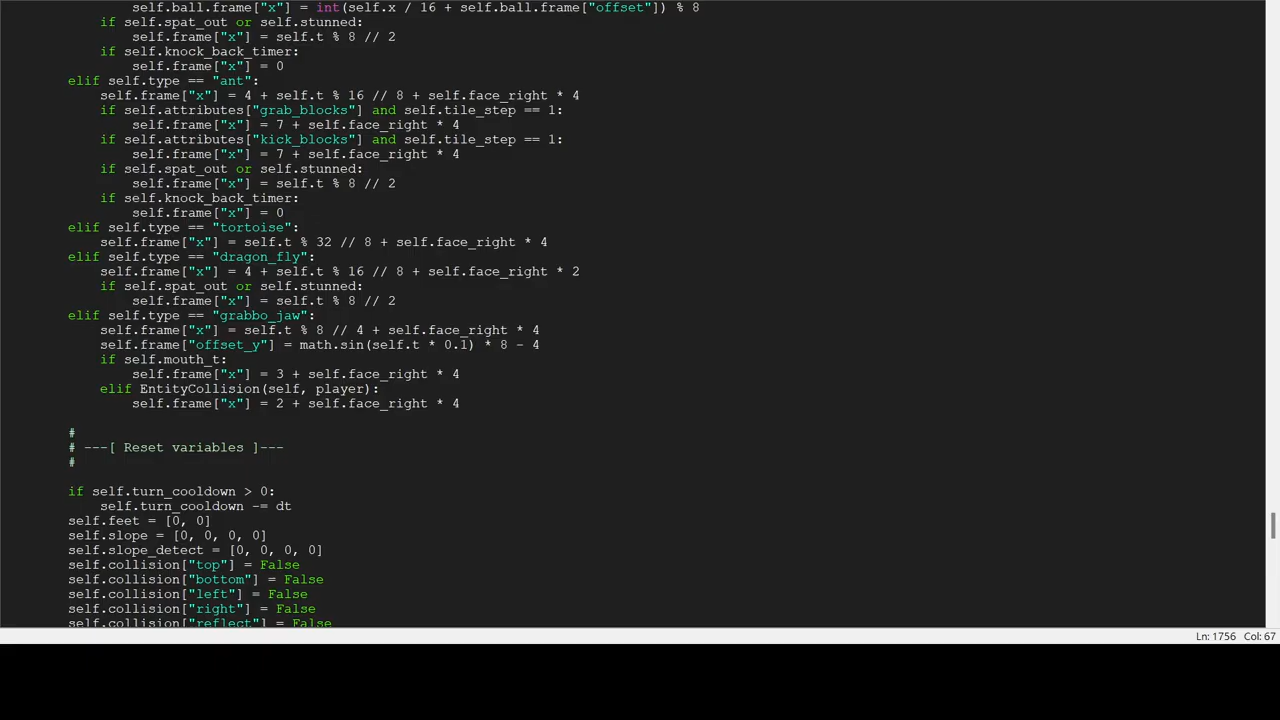 self.ball.frame["x"] = int(self.x / 16 + self.ball.frame["offset"]) % 8
if self.spat_out or self.stunned:
self.frame["x"] = self.t % 8 // 2
if self.knock_back_timer:
self.frame["x"] = 0
elif self.type == "ant":
self.frame["x"] = 4 + self.t % 16 // 8 + self.face_right * 4
if self.attributes["grab_blocks"] and self.tile_step == 1:
self.frame["x"] = 7 + self.face_right * 4
if self.attributes["kick_blocks"] and self.tile_step == 1:
self.frame["x"] = 7 + self.face_right * 4
if self.spat_out or self.stunned:
self.frame["x"] = self.t % 8 // 2
if self.knock_back_timer:
self.frame["x"] = 0
elif self.type == "tortoise":
self.frame["x"] = self.t % 32 // 8 + self.face_right * 4
elif self.type == "dragon_fly":
self.frame["x"] = 4 + self.t % 16 // 8 + self.face_right * 2
if self.spat_out or self.stunned:
self.frame["x"] = self.t % 8 // 2
elif self.type == "grabbo_jaw":
self.frame["x"] = self.t % 8 // 4 + self.face_right * 4
self.frame["offset_y"] = math.sin(self.t * 0.1) * 8 - 4
if self.mouth_t:
self.frame["x"] = 3 + self.face_right * 4
elif EntityCollision(self, player):
self.frame["x"] = 2 + self.face_right * 4
#
# ---[ Reset variables ]---
#
if self.turn_cooldown > 0:
self.turn_cooldown -= dt
self.feet = [0, 0]
self.slope = [0, 0, 0, 0]
self.slope_detect = [0, 0, 0, 0]
self.collision["top"] = False
self.collision["bottom"] = False
self.collision["left"] = False
self.collision["right"] = False
self.collision["reflect"] = False
Ln: 1756 Col: 67